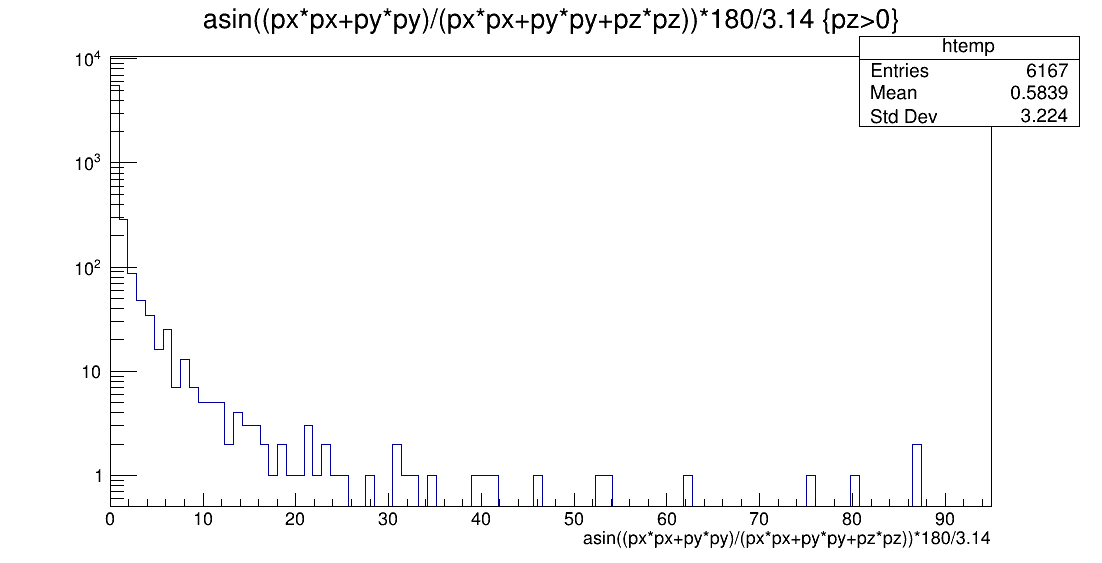 asin((px*px+py*py)/(px*px+py*py+pz*pz))*180/3.14 {pz>0}
htemp
Entries 6167
Mean 0.5839
Std Dev 3.224
10^4
10^3
10^2
10
1
0 10 20 30 40 50 60 70 80 90
asin((px*px+py*py)/(px*px+py*py+pz*pz))*180/3.14